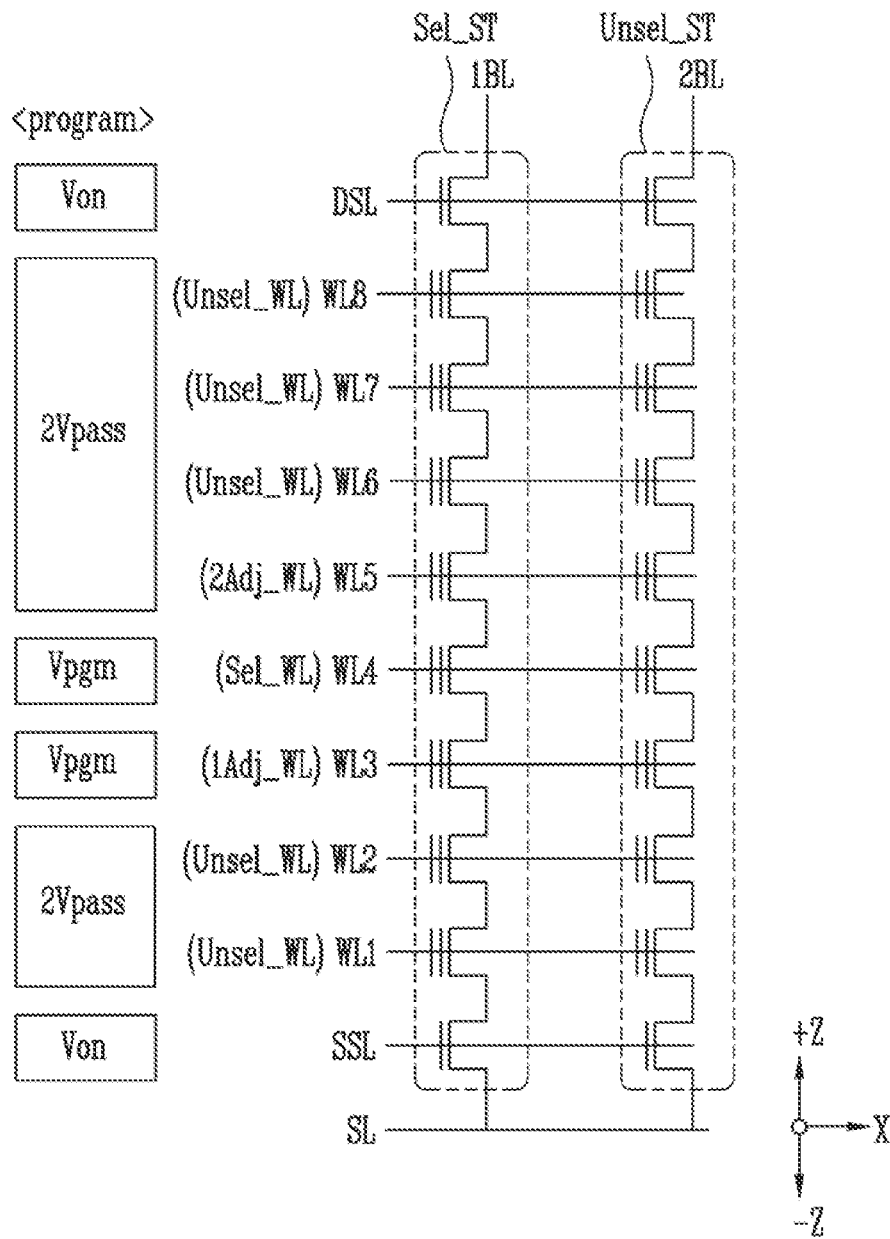 Sel_ST Unsel_ST
1BL 2BL
<program>
Von DSL
(Unsel_WL) WL8
(Unsel_WL) WL7
2Vpass
(Unsel_WL) WL6
(2Adj_WL) WL5
Vpgm (Sel_WL) WL4
Vpgm (1Adj_WL) WL3
(Unsel_WL) WL2
2Vpass
(Unsel_WL) WL1
Von SSL
+Z
SL
X
-Z